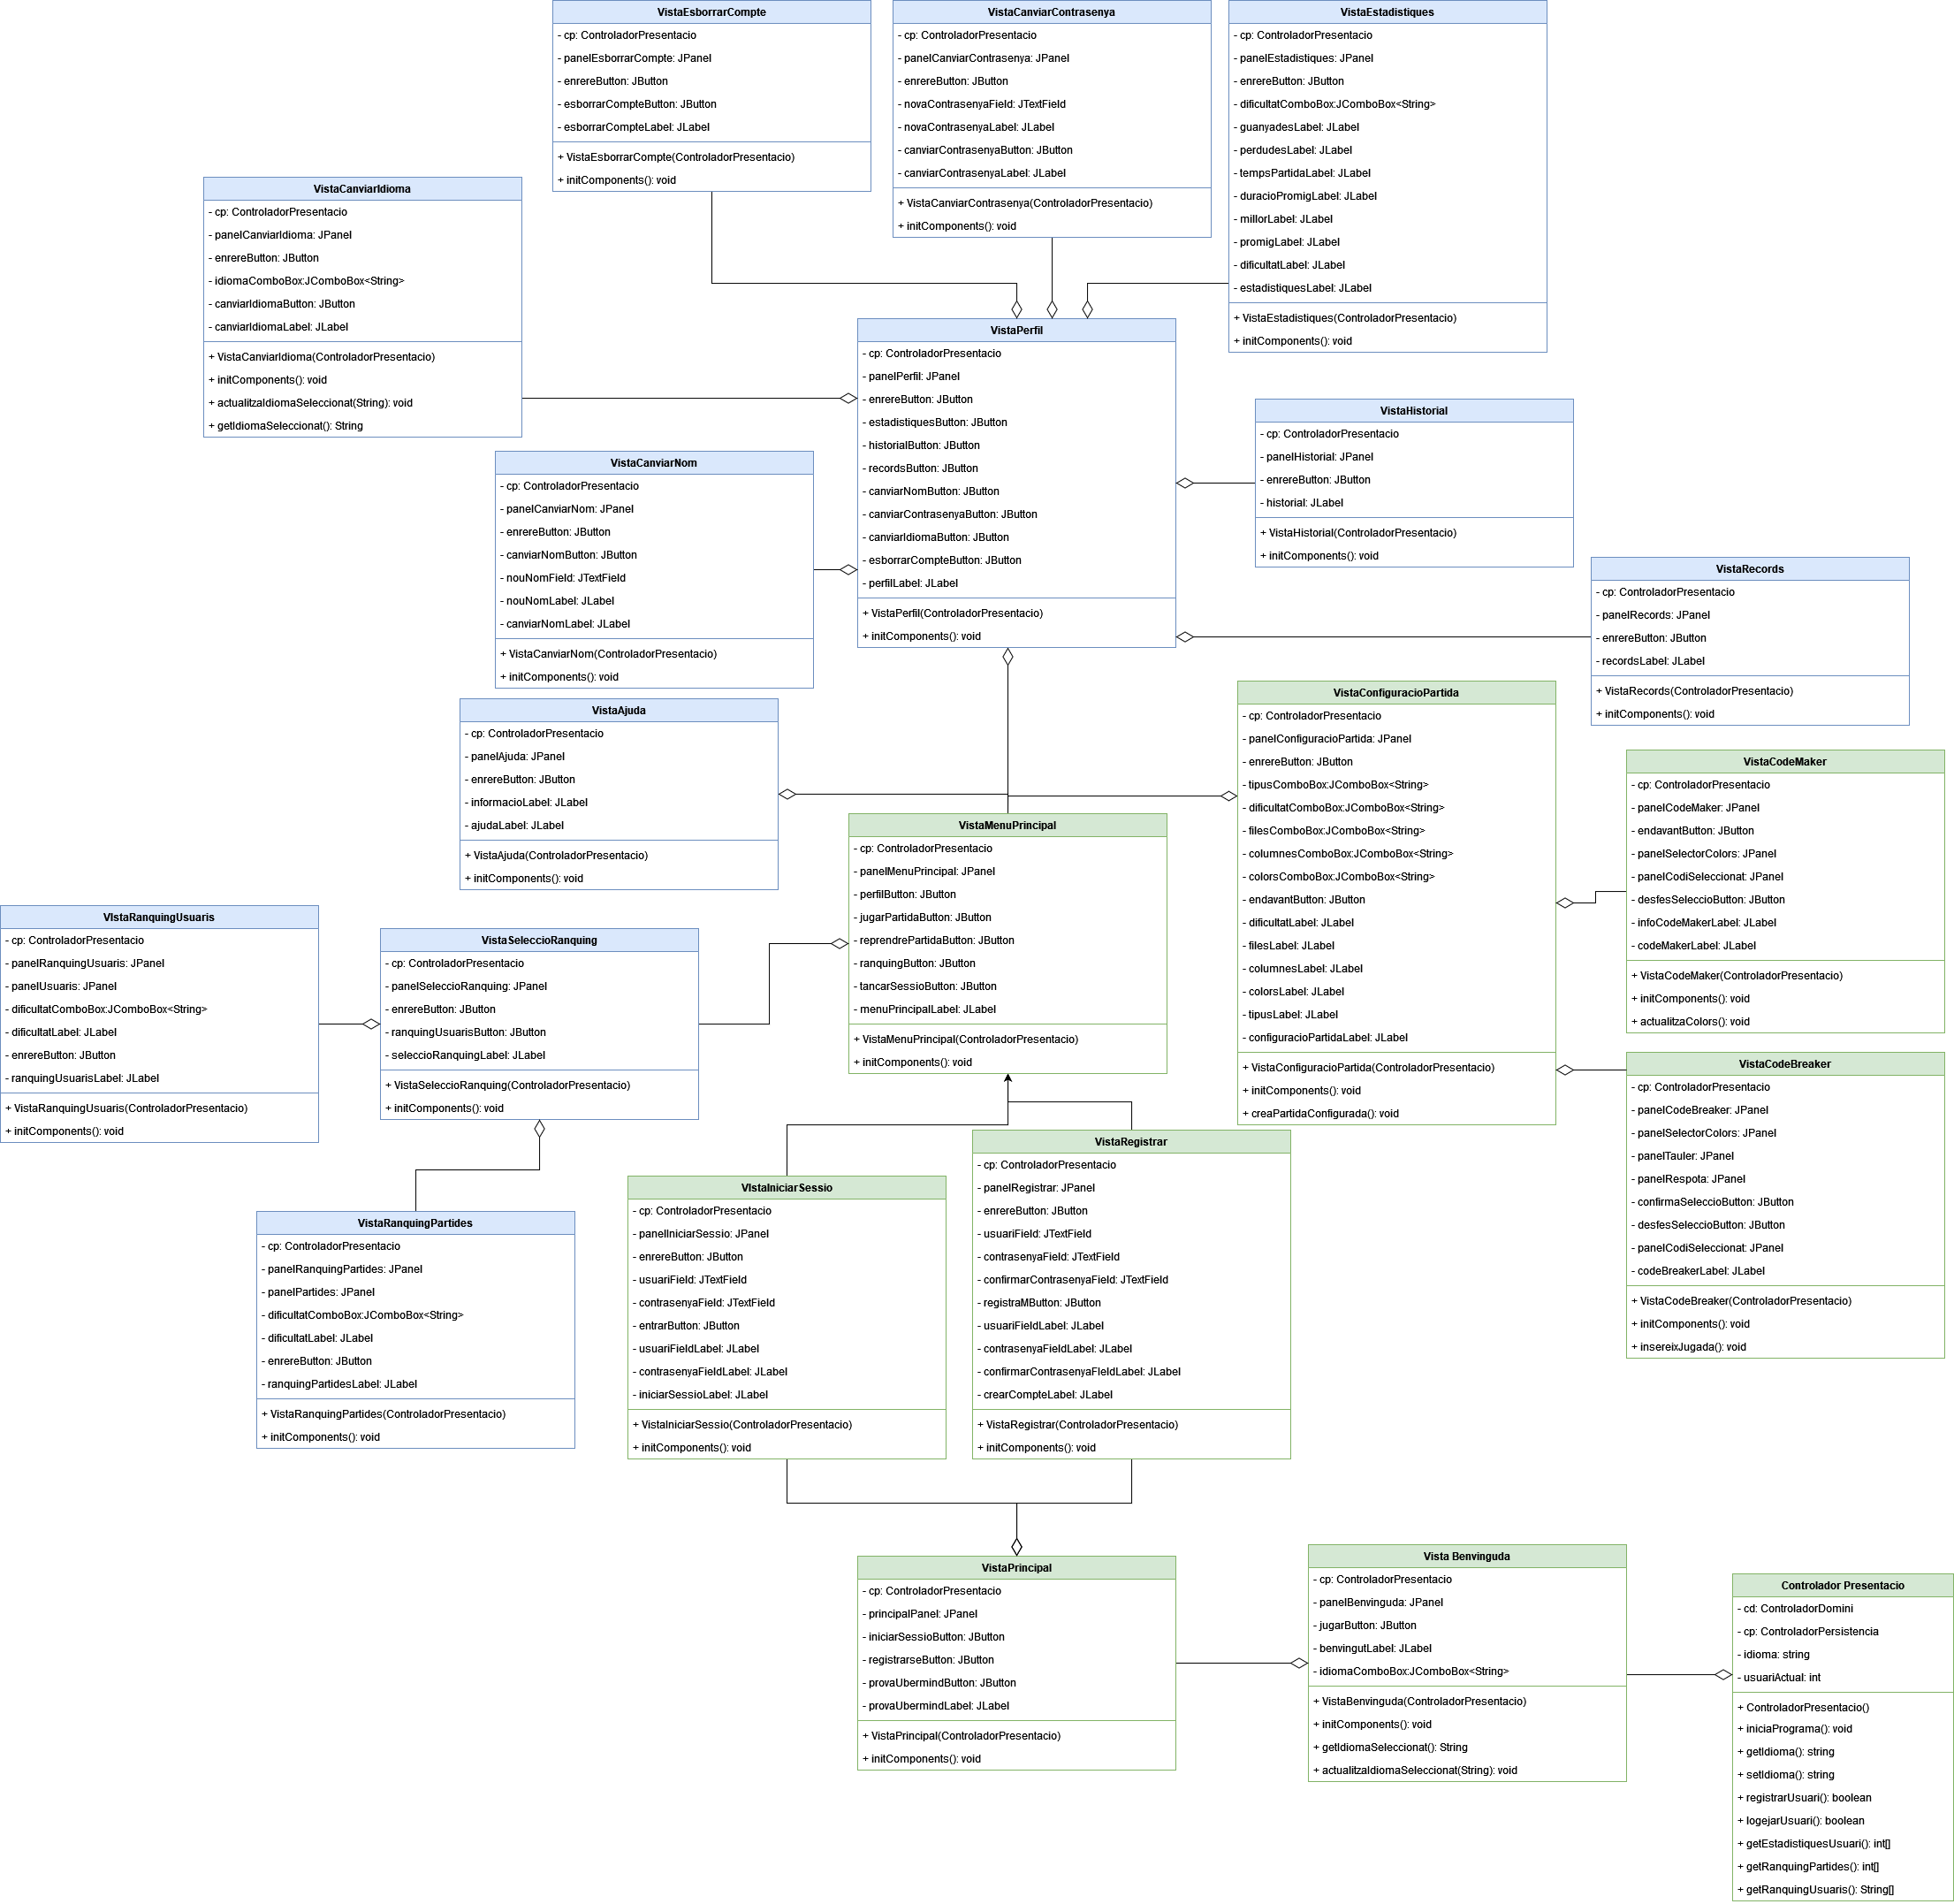 VistaEsborrarCompte
- cp: ControladorPresentacio
- panelEsborrarCompte: JPanel
- enrereButton: JButton
- esborrarCompteButton: JButton
- esborrarCompteLabel: JLabel
+ VistaEsborrarCompte(ControladorPresentacio)
+ initComponents(): void
VistaCanviarContrasenya
- cp: ControladorPresentacio
- panelCanviarContrasenya: JPanel
- enrereButton: JButton
- novaContrasenyaField: JTextField
- novaContrasenyaLabel: JLabel
- canviarContrasenyaButton: JButton
- canviarContrasenyaLabel: JLabel
+ VistaCanviarContrasenya(ControladorPresentacio)
+ initComponents(): void
VistaEstadistiques
- cp: ControladorPresentacio
- panelEstadistiques: JPanel
- enrereButton: JButton
- dificultatComboBox:JComboBox<String>
- guanyadesLabel: JLabel
- perdudesLabel: JLabel
- tempsPartidaLabel: JLabel
- duracioPromigLabel: JLabel
- millorLabel: JLabel
- promigLabel: JLabel
- dificultatLabel: JLabel
- estadistiquesLabel: JLabel
+ VistaEstadistiques(ControladorPresentacio)
+ initComponents(): void
VistaCanviarIdioma
- cp: ControladorPresentacio
- panelCanviarIdioma: JPanel
- enrereButton: JButton
- idiomaComboBox:JComboBox<String>
- canviarIdiomaButton: JButton
- canviarIdiomaLabel: JLabel
+ VistaCanviarIdioma(ControladorPresentacio)
+ initComponents(): void
+ actualitzaIdiomaSeleccionat(String): void
+ getIdiomaSeleccionat(): String
VistaPerfil
- cp: ControladorPresentacio
- panelPerfil: JPanel
- enrereButton: JButton
- estadistiquesButton: JButton
- historialButton: JButton
- recordsButton: JButton
- canviarNomButton: JButton
- canviarContrasenyaButton: JButton
- canviarIdiomaButton: JButton
- esborrarCompteButton: JButton
- perfilLabel: JLabel
+ VistaPerfil(ControladorPresentacio)
+ initComponents(): void
VistaHistorial
- cp: ControladorPresentacio
- panelHistorial: JPanel
- enrereButton: JButton
- historial: JLabel
+ VistaHistorial(ControladorPresentacio)
+ initComponents(): void
VistaCanviarNom
- cp: ControladorPresentacio
- panelCanviarNom: JPanel
- enrereButton: JButton
- canviarNomButton: JButton
- nouNomField: JTextField
- nouNomLabel: JLabel
- canviarNomLabel: JLabel
+ VistaCanviarNom(ControladorPresentacio)
+ initComponents(): void
VistaRecords
- cp: ControladorPresentacio
- panelRecords: JPanel
- enrereButton: JButton
- recordsLabel: JLabel
+ VistaRecords(ControladorPresentacio)
+ initComponents(): void
VistaAjuda
- cp: ControladorPresentacio
- panelAjuda: JPanel
- enrereButton: JButton
- informacioLabel: JLabel
- ajudaLabel: JLabel
+ VistaAjuda(ControladorPresentacio)
+ initComponents(): void
VistaConfiguracioPartida
- cp: ControladorPresentacio
- panelConfiguracioPartida: JPanel
- enrereButton: JButton
- tipusComboBox:JComboBox<String>
- dificultatComboBox:JComboBox<String>
- filesComboBox:JComboBox<String>
- columnesComboBox:JComboBox<String>
- colorsComboBox:JComboBox<String>
- endavantButton: JButton
- dificultatLabel: JLabel
- filesLabel: JLabel
- columnesLabel: JLabel
- colorsLabel: JLabel
- tipusLabel: JLabel
- configuracioPartidaLabel: JLabel
+ VistaConfiguracioPartida(ControladorPresentacio)
+ initComponents(): void
+ creaPartidaConfigurada(): void
VistaCodeMaker
- cp: ControladorPresentacio
- panelCodeMaker: JPanel
- endavantButton: JButton
- panelSelectorColors: JPanel
- panelCodiSeleccionat: JPanel
- desfesSeleccioButton: JButton
- infoCodeMakerLabel: JLabel
- codeMakerLabel: JLabel
+ VistaCodeMaker(ControladorPresentacio)
+ initComponents(): void
+ actualitzaColors(): void
VistaMenuPrincipal
- cp: ControladorPresentacio
- panelMenuPrincipal: JPanel
- perfilButton: JButton
- jugarPartidaButton: JButton
- reprendrePartidaButton: JButton
- ranquingButton: JButton
- tancarSessioButton: JButton
- menuPrincipalLabel: JLabel
+ VistaMenuPrincipal(ControladorPresentacio)
+ initComponents(): void
VIstaRanquingUsuaris
- cp: ControladorPresentacio
- panelRanquingUsuaris: JPanel
- panelUsuaris: JPanel
- dificultatComboBox:JComboBox<String>
- dificultatLabel: JLabel
- enrereButton: JButton
- ranquingUsuarisLabel: JLabel
+ VistaRanquingUsuaris(ControladorPresentacio)
+ initComponents(): void
VistaSeleccioRanquing
- cp: ControladorPresentacio
- panelSeleccioRanquing: JPanel
- enrereButton: JButton
- ranquingUsuarisButton: JButton
- seleccioRanquingLabel: JLabel
+ VistaSeleccioRanquing(ControladorPresentacio)
+ initComponents(): void
VistaCodeBreaker
- cp: ControladorPresentacio
- panelCodeBreaker: JPanel
- panelSelectorColors: JPanel
- panelTauler: JPanel
- panelRespota: JPanel
- confirmaSeleccioButton: JButton
- desfesSeleccioButton: JButton
- panelCodiSeleccionat: JPanel
- codeBreakerLabel: JLabel
+ VistaCodeBreaker(ControladorPresentacio)
+ initComponents(): void
+ insereixJugada(): void
VistaRanquingPartides
- cp: ControladorPresentacio
- panelRanquingPartides: JPanel
- panelPartides: JPanel
- dificultatComboBox:JComboBox<String>
- dificultatLabel: JLabel
- enrereButton: JButton
- ranquingPartidesLabel: JLabel
+ VistaRanquingPartides(ControladorPresentacio)
+ initComponents(): void
VIstaIniciarSessio
- cp: ControladorPresentacio
- panelIniciarSessio: JPanel
- enrereButton: JButton
- usuariField: JTextField
- contrasenyaField: JTextField
- entrarButton: JButton
- usuariFieldLabel: JLabel
- contrasenyaFieldLabel: JLabel
- iniciarSessioLabel: JLabel
+ VistaIniciarSessio(ControladorPresentacio)
+ initComponents(): void
VistaRegistrar
- cp: ControladorPresentacio
- panelRegistrar: JPanel
- enrereButton: JButton
- usuariField: JTextField
- contrasenyaField: JTextField
- confirmarContrasenyaField: JTextField
- registraMButton: JButton
- usuariFieldLabel: JLabel
- contrasenyaFieldLabel: JLabel
- confirmarContrasenyaFIeldLabel: JLabel
- crearCompteLabel: JLabel
+ VistaRegistrar(ControladorPresentacio)
+ initComponents(): void
VistaPrincipal
- cp: ControladorPresentacio
- principalPanel: JPanel
- iniciarSessioButton: JButton
- registrarseButton: JButton
- provaUbermindButton: JButton
- provaUbermindLabel: JLabel
+ VistaPrincipal(ControladorPresentacio)
+ initComponents(): void
Vista Benvinguda
- cp: ControladorPresentacio
- panelBenvinguda: JPanel
- jugarButton: JButton
- benvingutLabel: JLabel
- idiomaComboBox:JComboBox<String>
+ VistaBenvinguda(ControladorPresentacio)
+ initComponents(): void
+ getIdiomaSeleccionat(): String
+ actualitzaIdiomaSeleccionat(String): void
Controlador Presentacio
- cd: ControladorDomini
- cp: ControladorPersistencia
- idioma: string
- usuariActual: int
+ ControladorPresentacio()
+ iniciaPrograma(): void
+ getIdioma(): string
+ setIdioma(): string
+ registrarUsuari(): boolean
+ logejarUsuari(): boolean
+ getEstadistiquesUsuari(): int[]
+ getRanquingPartides(): int[]
+ getRanquingUsuaris(): String[]